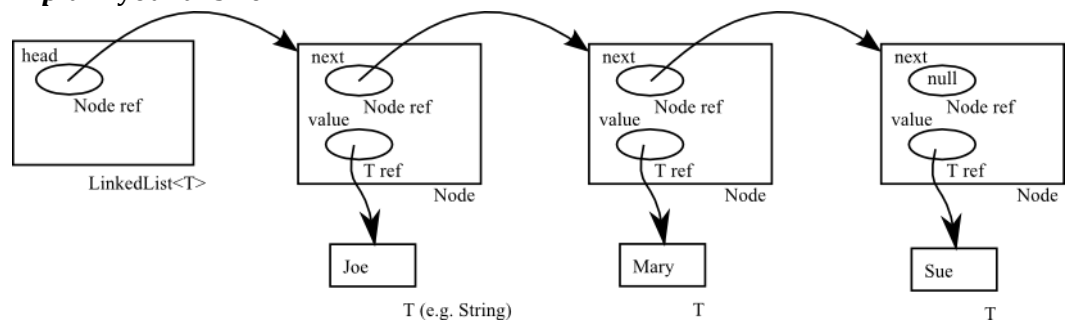 head
Node ref
LinkedList<T>
next
Node ref
value
T ref
Node
Joe
T (e.g. String)
next
Node ref
value
T ref
Node
Mary
T
next
null
Node ref
value
T ref
Node
Sue
T